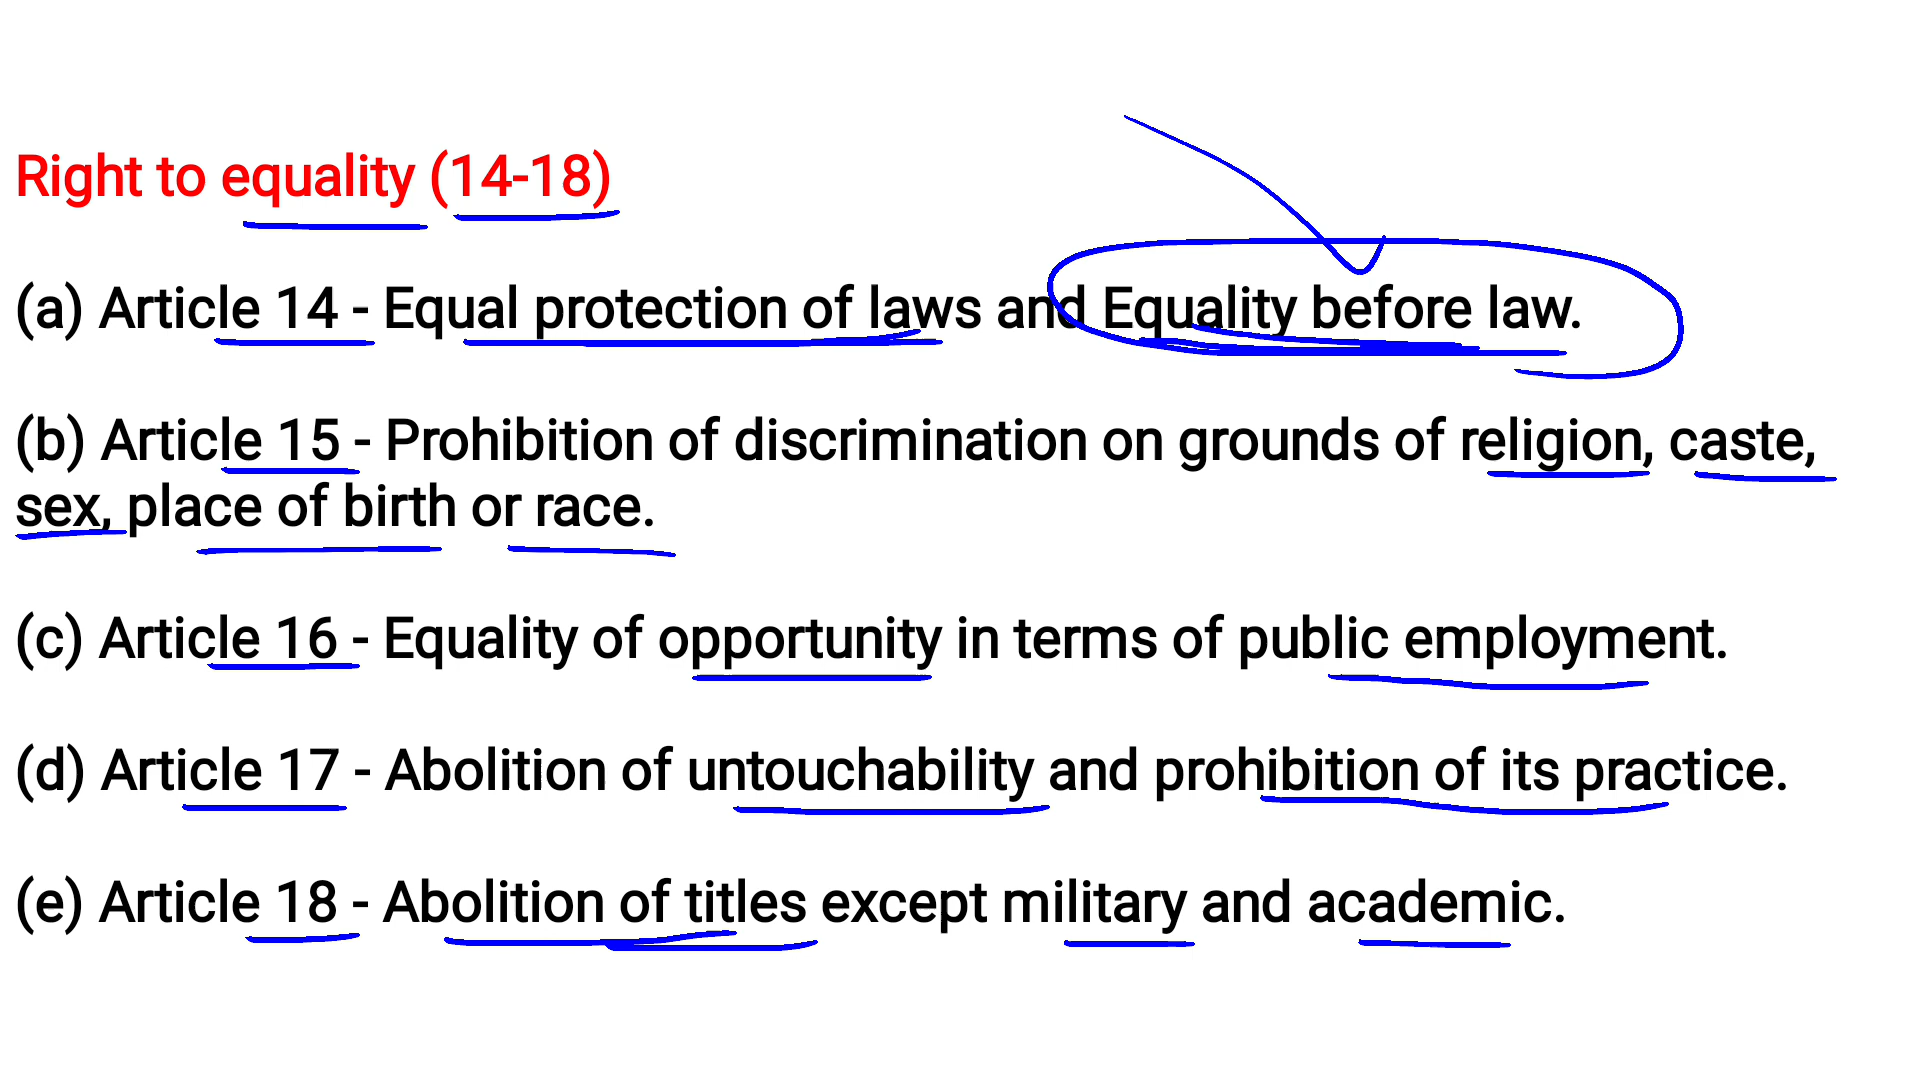 Right to equality (14-18)
(a) Article 14 - Equal protection of laws and Equality before law.
(b) Article 15 - Prohibition of discrimination on grounds of religion, caste,
sex, place of birth or race.
(c) Article 16 - Equality of opportunity in terms of public employment.
(d) Article 17 - Abolition of untouchability and prohibition of its practice.
(e) Article 18 - Abolition of titles except military and academic.